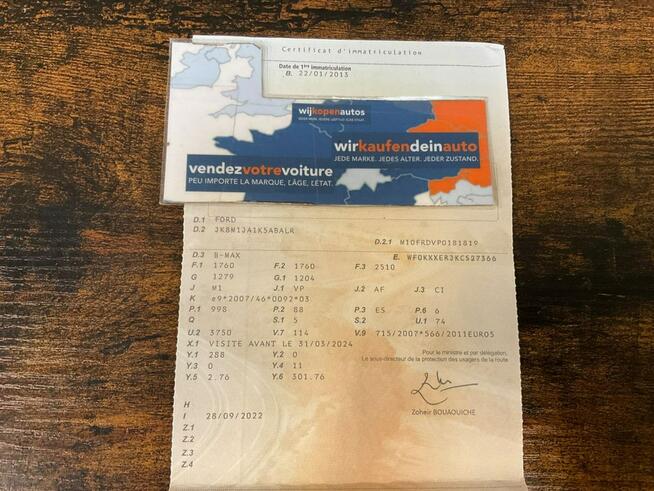 Certificat d'immatriculation
Date de 1ère immatriculation
B. 22/01/2013
wijkopenautos
wirkaufendeinauto
JEDE MARKE. JEDES ALTER. JEDER ZUSTAND.
vendezvotrevoiture
PEU IMPORTE LA MARQUE, L'ÂGE, L'ÉTAT.
D.1 FORD
D.2 JK8M1JA1K5ABALR
D.2.1 M10FRDVP0181819
D.3 B-MAX E. WF0KXXERJKCS27366
F.1 1760 F.2 1760 F.3 2510
G 1279 G.1 1204
J M1 J.1 VP J.2 AF J.3 CI
K e9*2007/46*0092*03
P.1 998 P.2 88 P.3 ES P.6 6
Q S.1 5 S.2 U.1 74
U.2 3750 V.7 114 V.9 715/2007*566/2011EURO5
X.1 VISITE AVANT LE 31/03/2024
Y.1 288 Y.2 0
Y.3 0 Y.4 11
Y.5 2.76 Y.6 301.76
Pour le ministre et par délégation,
Le sous-directeur de la protection des usagers de la route
Zoheir BOUAOUICHE
H
I 28/09/2022
Z.1
Z.2
Z.3
Z.4